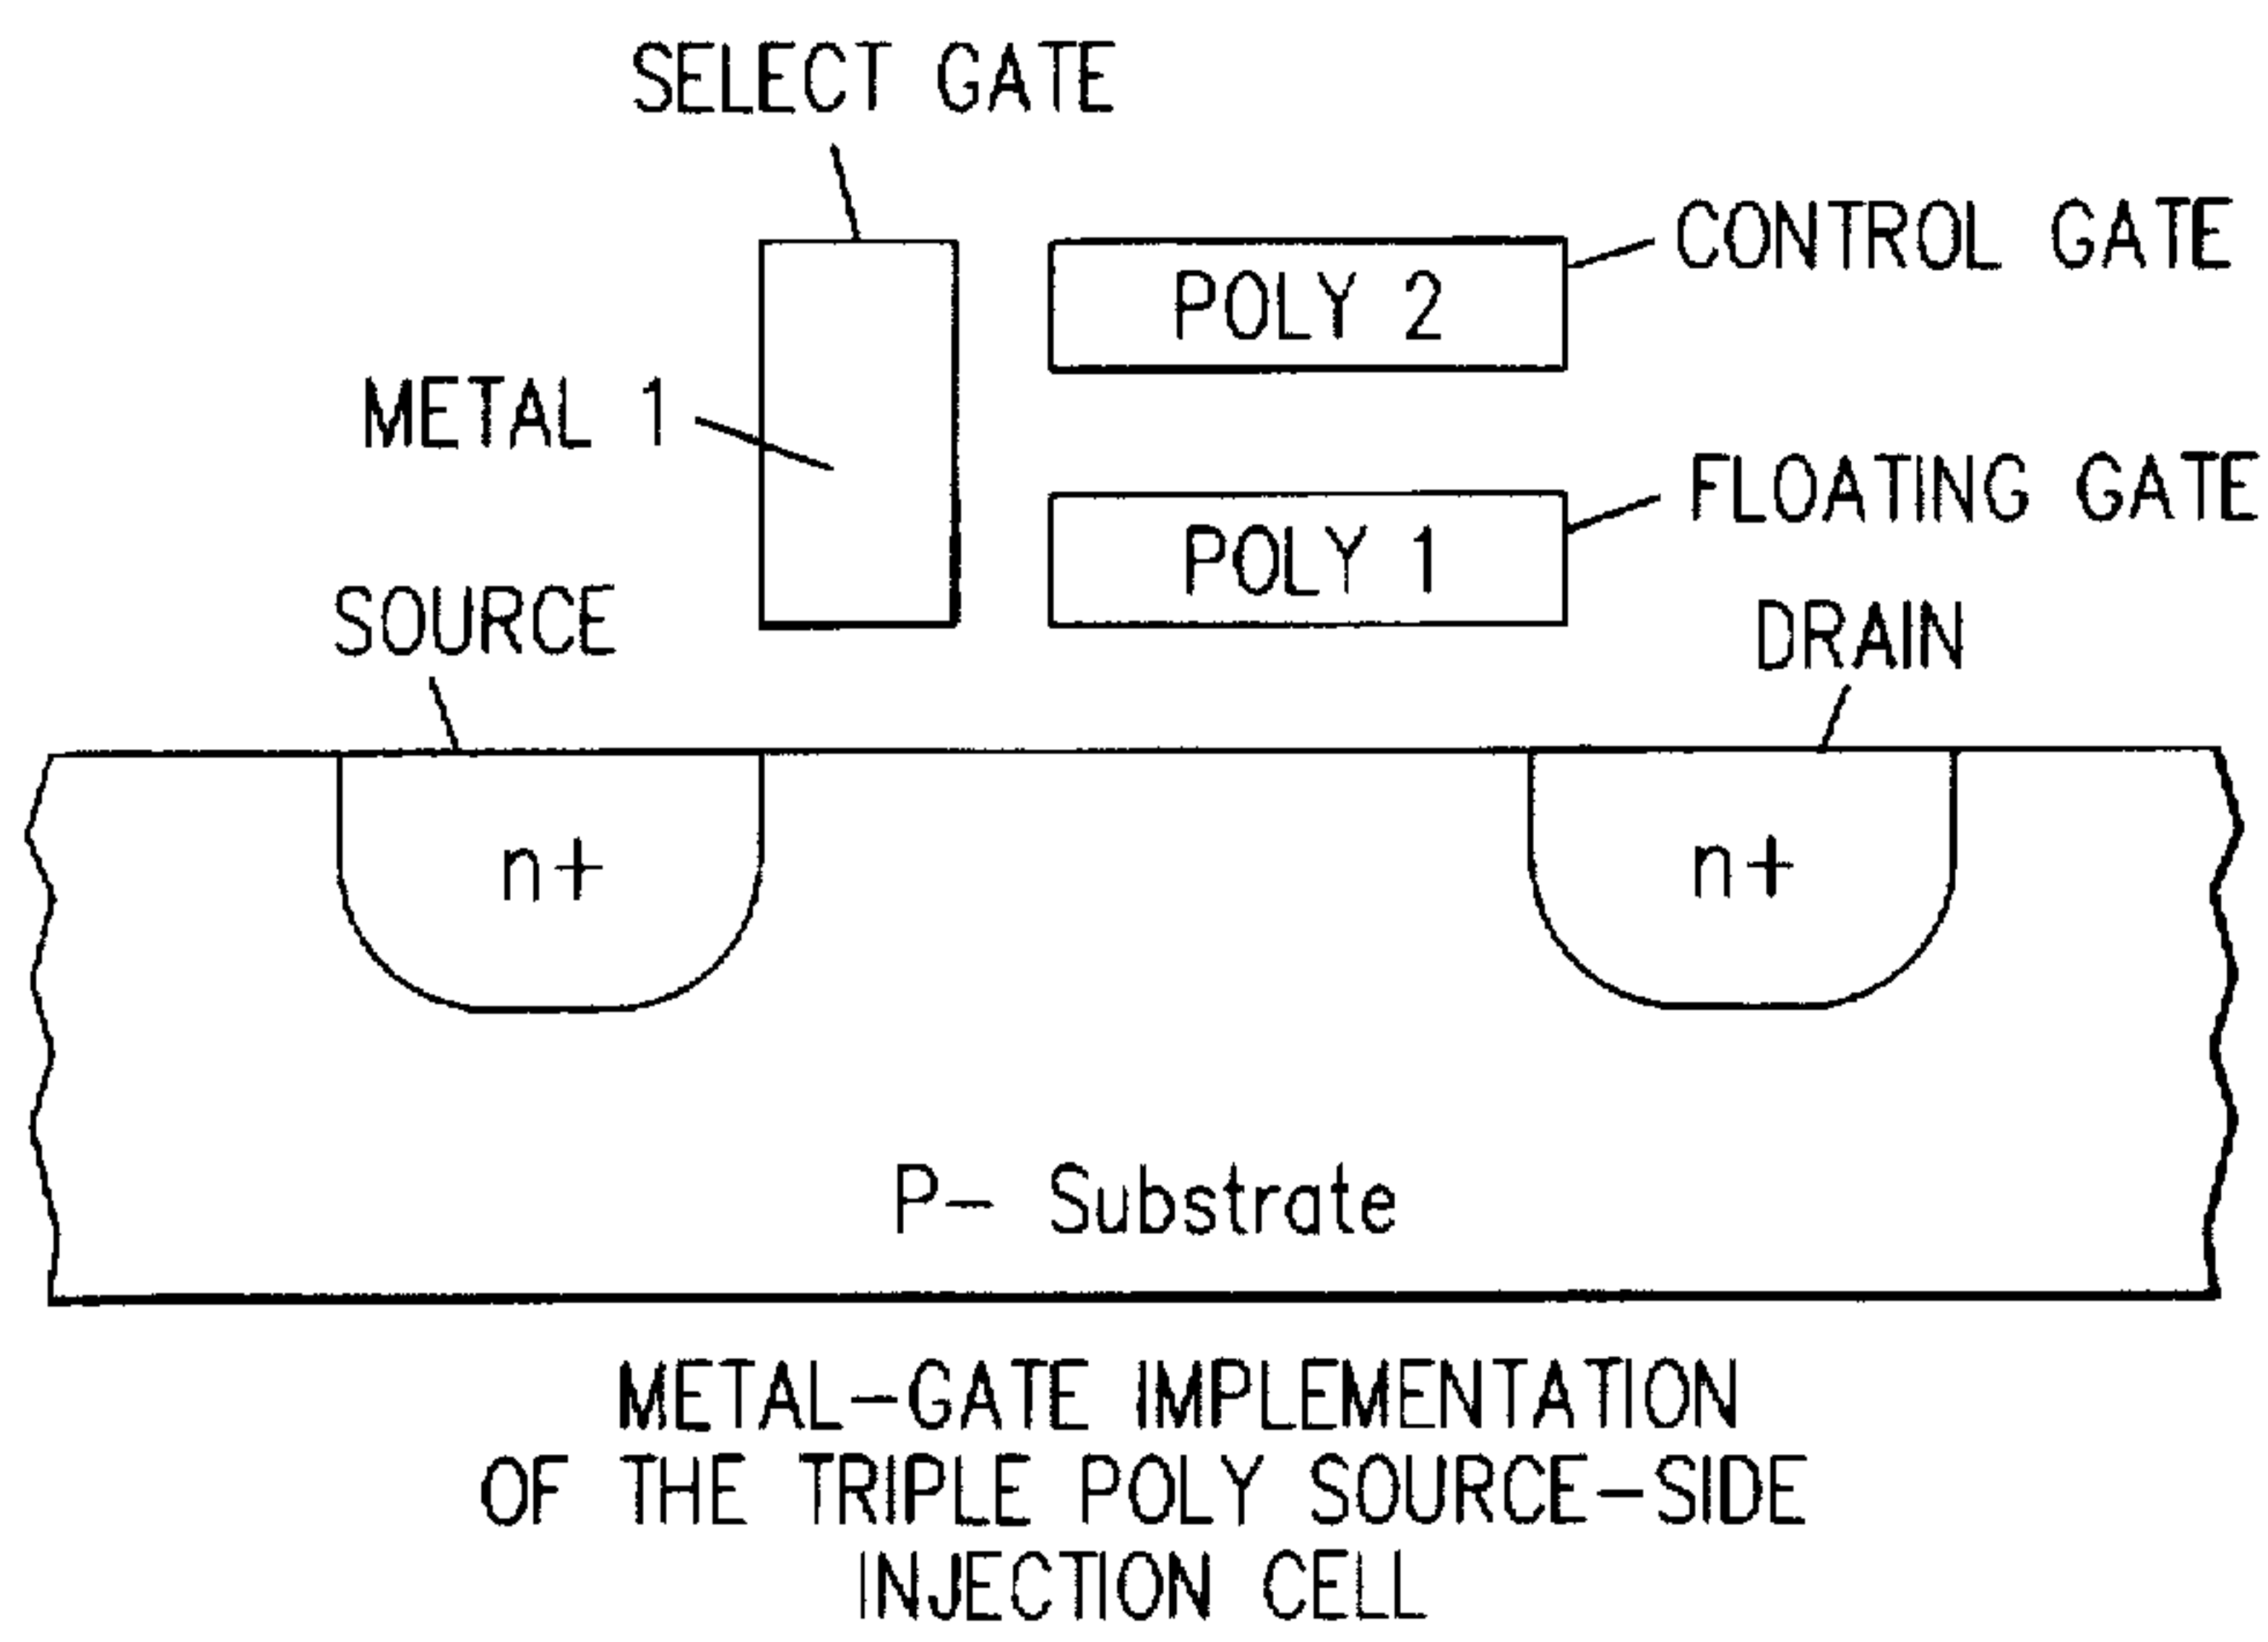 SELECT GATE
CONTROL GATE
POLY 2
METAL 1
FLOATING GATE
POLY 1
SOURCE
DRAIN
n+
n+
P- Substrate
METAL-GATE IMPLEMENTATION
OF THE TRIPLE POLY SOURCE-SIDE
INJECTION CELL